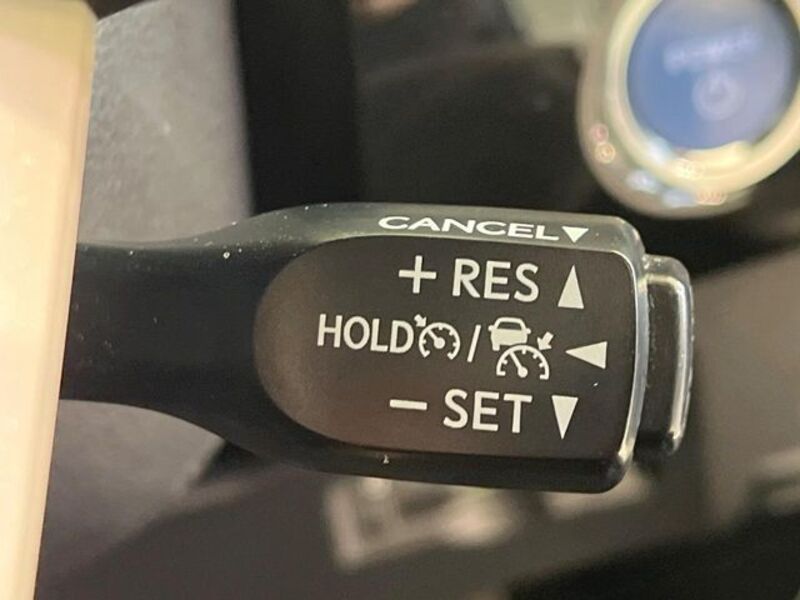 CANCEL▼
+ RES ▲
HOLD / ◀
− SET ▼